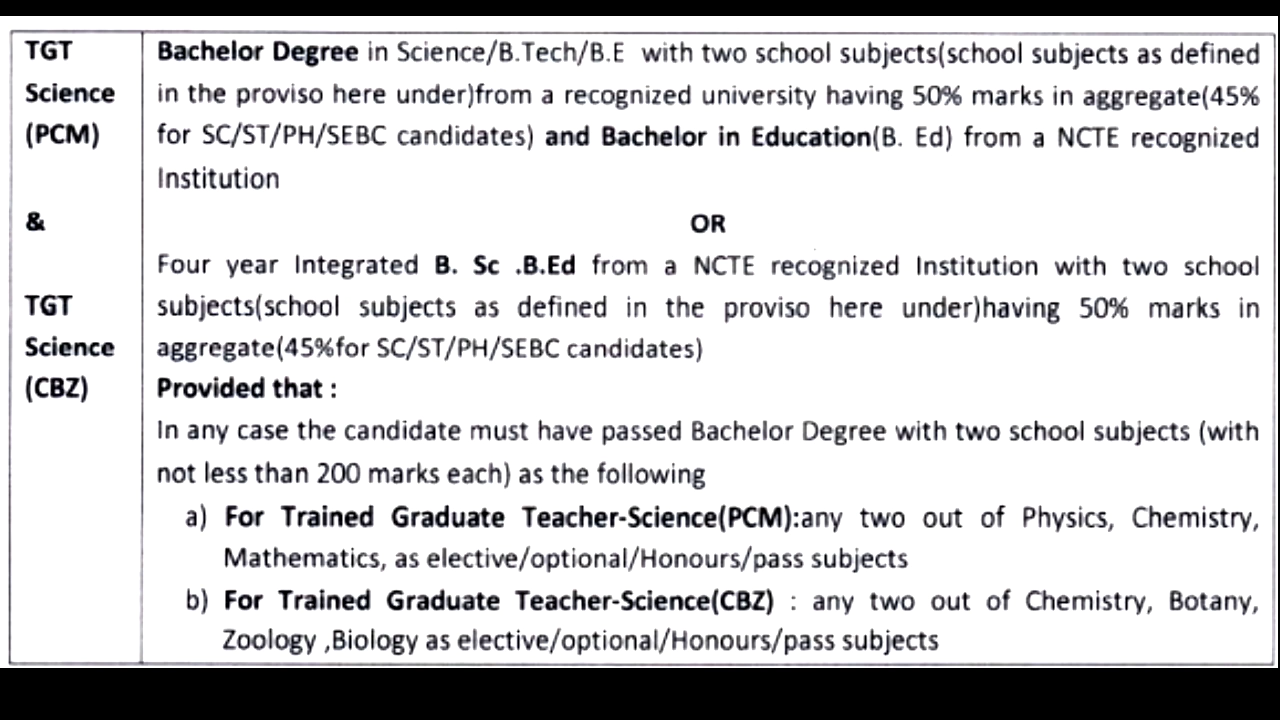 TGT
Science
(PCM)
&
TGT
Science
(CBZ)
Bachelor Degree in Science/B.Tech/B.E with two school subjects(school subjects as defined
in the proviso here under)from a recognized university having 50% marks in aggregate(45%
for SC/ST/PH/SEBC candidates) and Bachelor in Education(B. Ed) from a NCTE recognized
Institution
OR
Four year Integrated B. Sc .B.Ed from a NCTE recognized Institution with two school
subjects(school subjects as defined in the proviso here under)having 50% marks in
aggregate(45%for SC/ST/PH/SEBC candidates)
Provided that :
In any case the candidate must have passed Bachelor Degree with two school subjects (with
not less than 200 marks each) as the following
a) For Trained Graduate Teacher-Science(PCM):any two out of Physics, Chemistry,
Mathematics, as elective/optional/Honours/pass subjects
b) For Trained Graduate Teacher-Science(CBZ) : any two out of Chemistry, Botany,
Zoology ,Biology as elective/optional/Honours/pass subjects